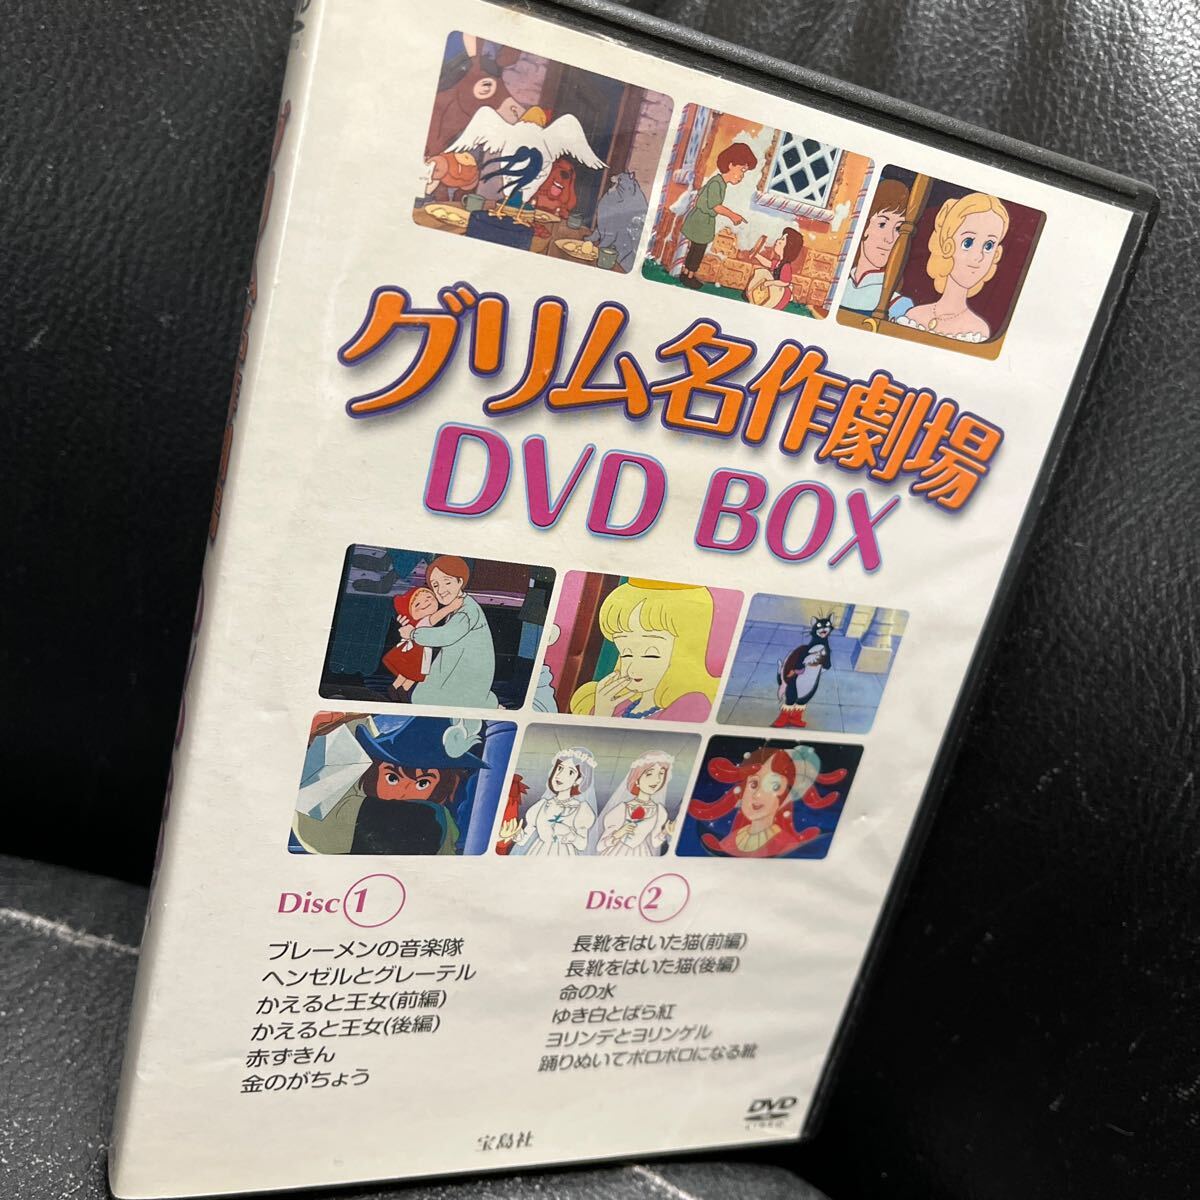 グリム名作劇場
DVD BOX
Disc 1
ブレーメンの音楽隊
ヘンゼルとグレーテル
かえると王女(前編)
かえると王女(後編)
赤ずきん
金のがちょう
Disc 2
長靴をはいた猫(前編)
長靴をはいた猫(後編)
命の水
ゆき白とばら紅
ヨリンデとヨリンゲル
踊りぬいてボロボロになる靴
DVD
VIDEO
宝島社